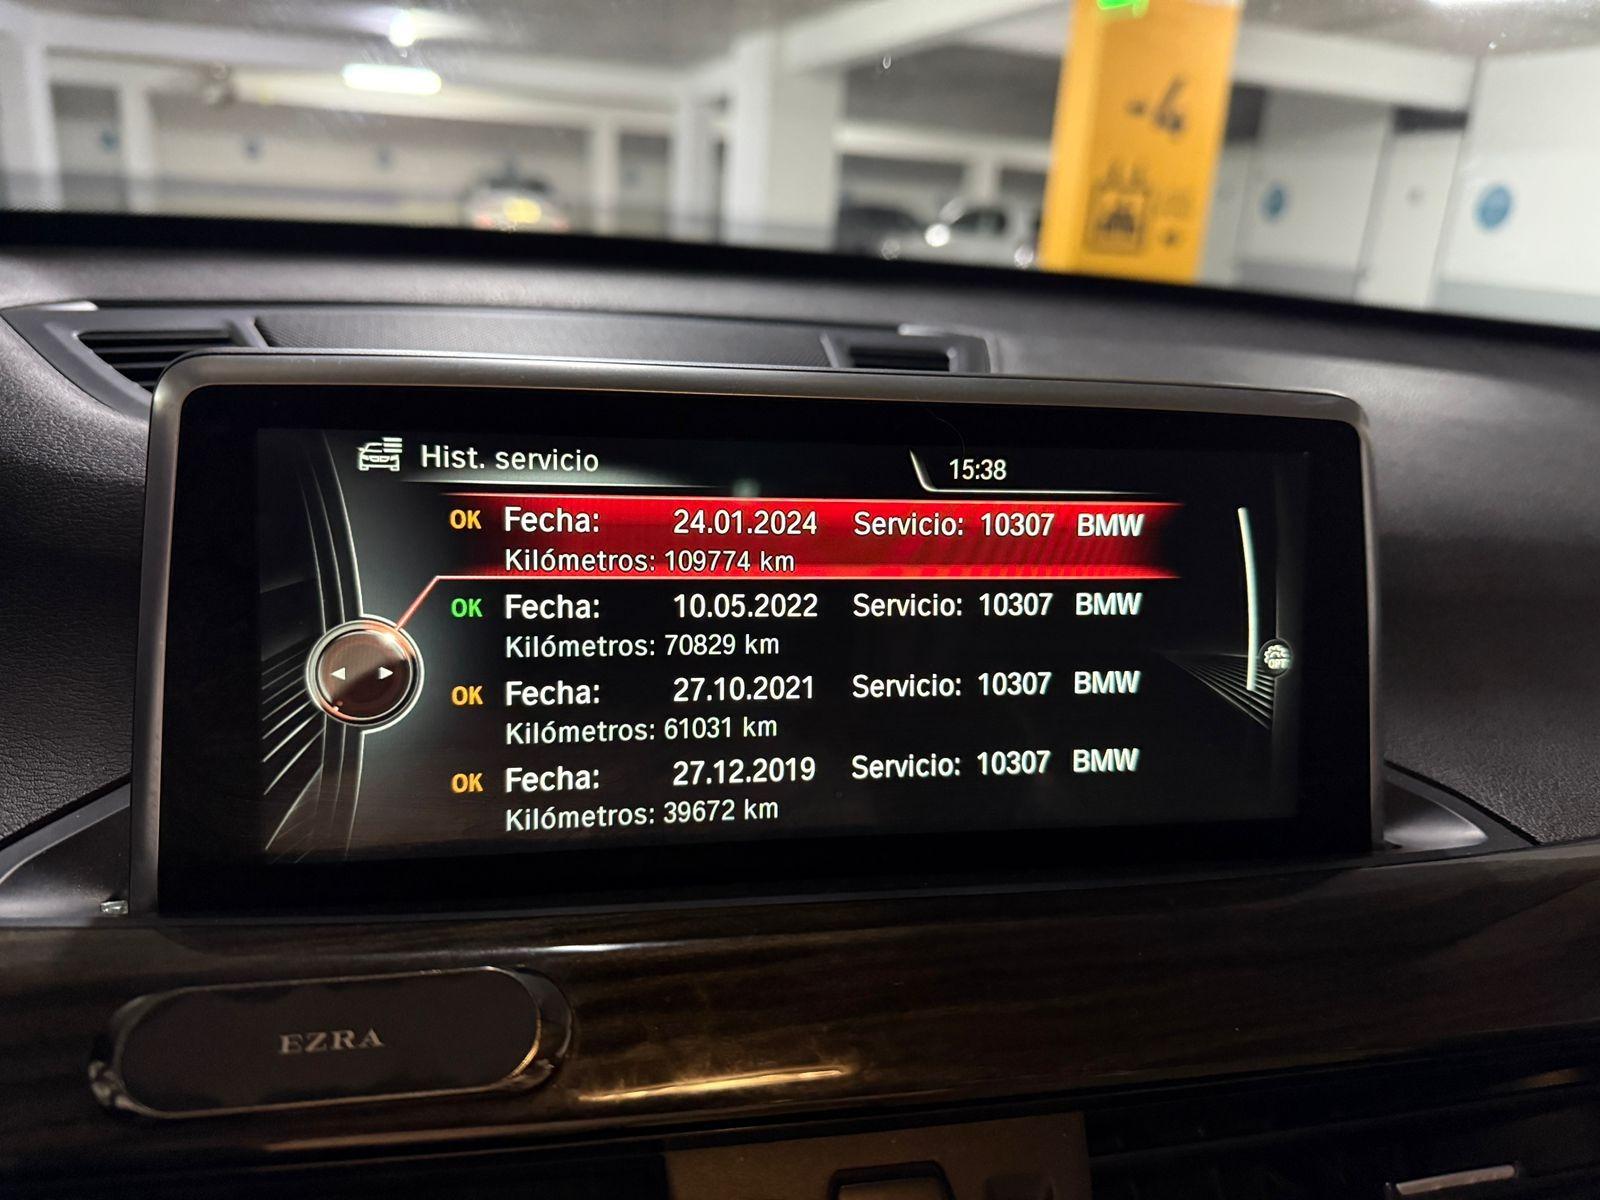 -4
Hist. servicio
15:38
OK Fecha: 24.01.2024 Servicio: 10307 BMW
Kilómetros: 109774 km
OK Fecha: 10.05.2022 Servicio: 10307 BMW
Kilómetros: 70829 km
OPT
OK Fecha: 27.10.2021 Servicio: 10307 BMW
Kilómetros: 61031 km
OK Fecha: 27.12.2019 Servicio: 10307 BMW
Kilómetros: 39672 km
EZRA